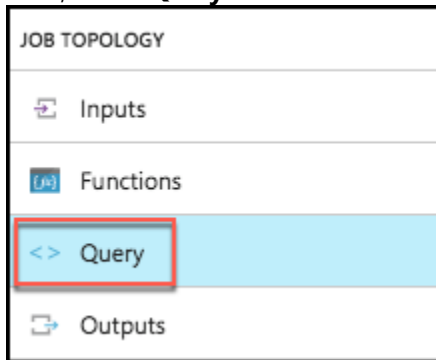 JOB TOPOLOGY
Inputs
Functions
<> Query
Outputs